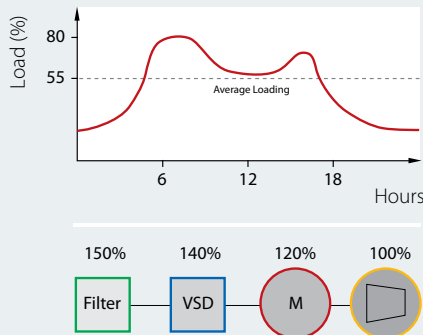 Load (%)
80
55
Average Loading
6 12 18
Hours
150% 140% 120% 100%
Filter VSD M